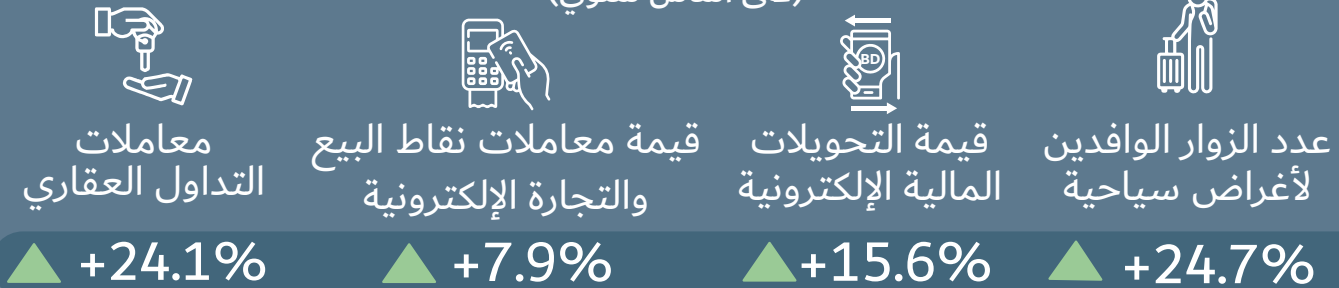 عدد الزوار الوافدين
لأغراض سياحية
+24.7%
BD
قيمة التحويلات
المالية الإلكترونية
+15.6%
قيمة معاملات نقاط البيع
والتجارة الإلكترونية
+7.9%
معاملات
التداول العقاري
+24.1%